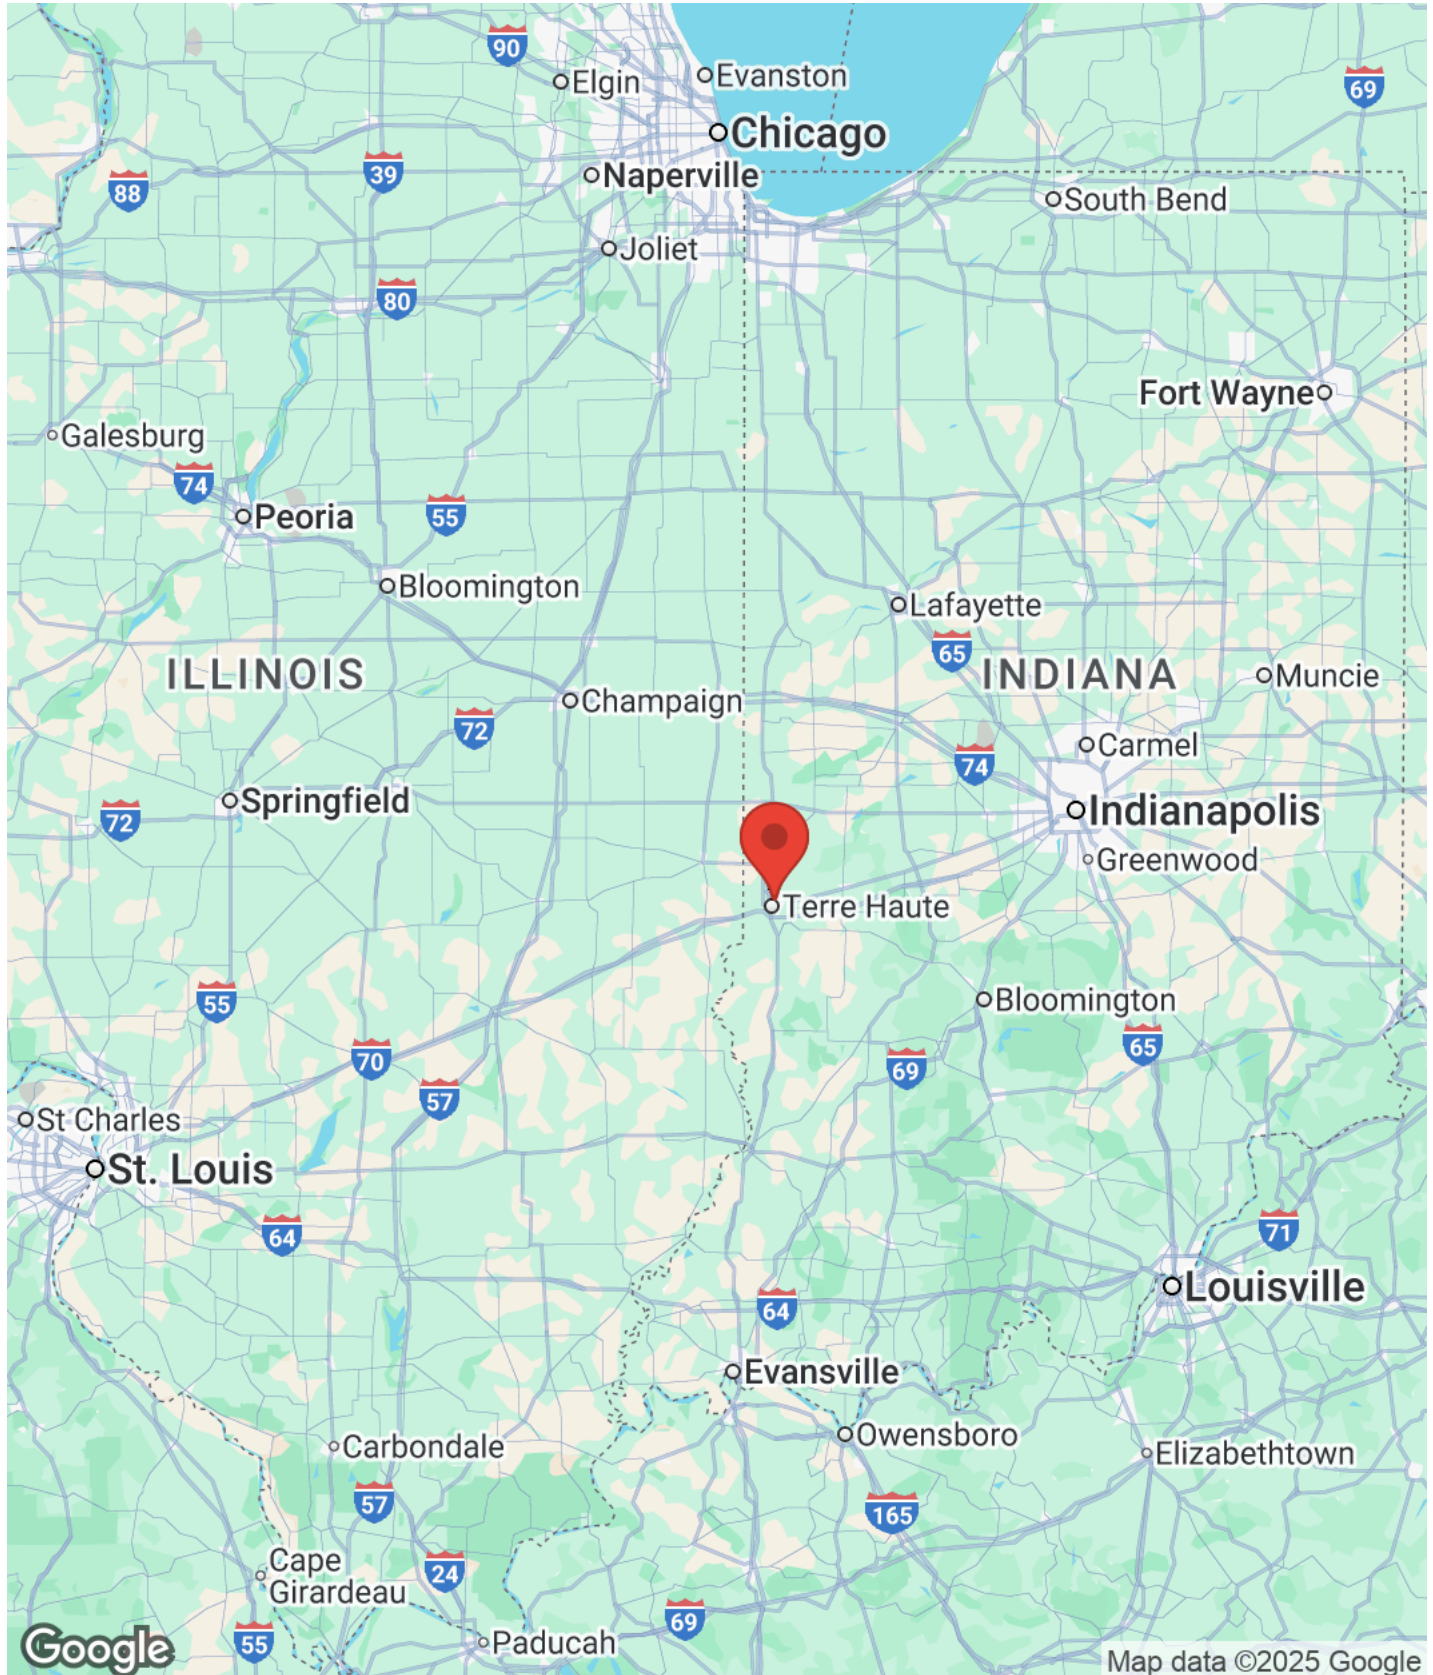 90
Elgin
Evanston
69
Chicago
39
Naperville
88
South Bend
Joliet
80
Fort Wayne
Galesburg
74
Peoria
55
Bloomington
Lafayette
65
ILLINOIS
INDIANA
Muncie
Champaign
72
Carmel
74
Springfield
72
Indianapolis
Greenwood
Terre Haute
55
Bloomington
70
65
69
57
St Charles
St. Louis
64
71
Louisville
64
Evansville
Owensboro
Carbondale
Elizabethtown
57
165
Cape
Girardeau
24
69
55
Paducah
Google
Map data ©2025 Google